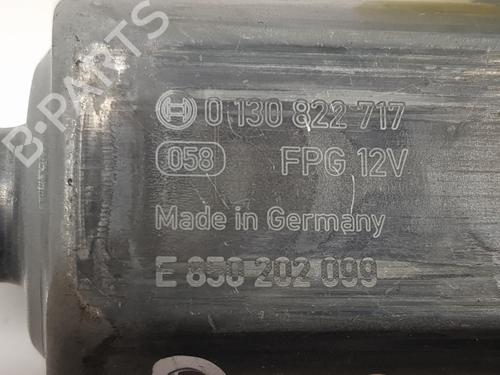 B-PARTS
0 130 822 717
058 FPG 12V
Made in Germany
E 850 202 099